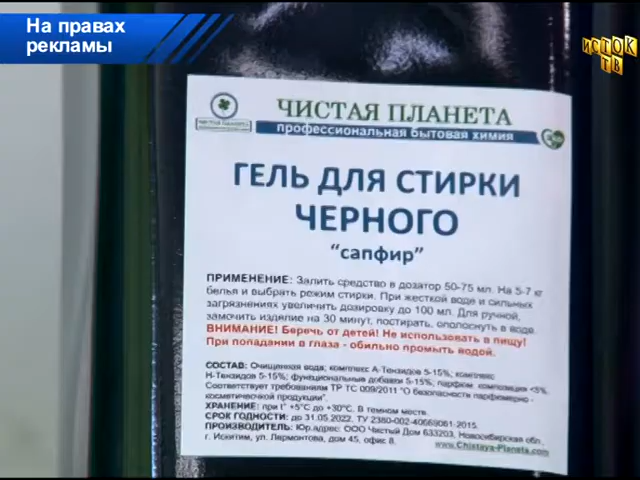 На правах
рекламы
ИСТОК
ТВ
ЧИСТАЯ ПЛАНЕТА
ЧИСТАЯ ПЛАНЕТА
профессиональная бытовая химия
ГЕЛЬ ДЛЯ СТИРКИ
ЧЕРНОГО
“сапфир”
ПРИМЕНЕНИЕ: Залить средство в дозатор 50-75 мл. На 5-7 кг
белья и выбрать режим стирки. При жесткой воде и сильных
загрязнениях увеличить дозировку до 100 мл. Для ручной,
замочить изделие на 30 минут, постирать, ополоснуть в воде.
ВНИМАНИЕ! Беречь от детей! Не использовать в пищу!
При попадании в глаза - обильно промыть водой.
СОСТАВ: Очищенная вода; комплекс А-Тензидов 5-15%; комплекс
Н-Тензидов 5-15%; функциональные добавки 5-15%; парфюм. композиция <5%.
Соответствует требованиям ТР ТС 009/2011 "О безопасности парфюмерно -
косметической продукции".
ХРАНЕНИЕ: при t° +5°C до +30°C. В темном месте.
СРОК ГОДНОСТИ: до 31.05.2022. ТУ 2380-002-40669061-2015.
ПРОИЗВОДИТЕЛЬ: Юр.адрес: ООО Чистый Дом 633203, Новосибирская обл.,
г. Искитим, ул. Лермонтова, дом 45, офис 8.
www.Chistaya-Planeta.com